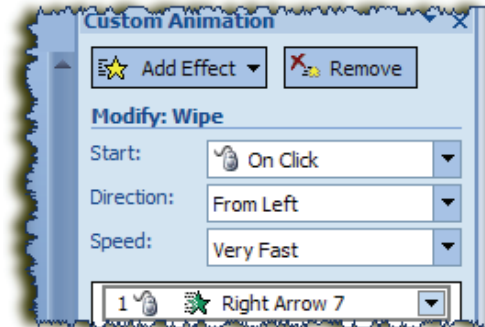 Custom Animation
Add Effect Remove
Modify: Wipe
Start: On Click
Direction: From Left
Speed: Very Fast
1 Right Arrow 7